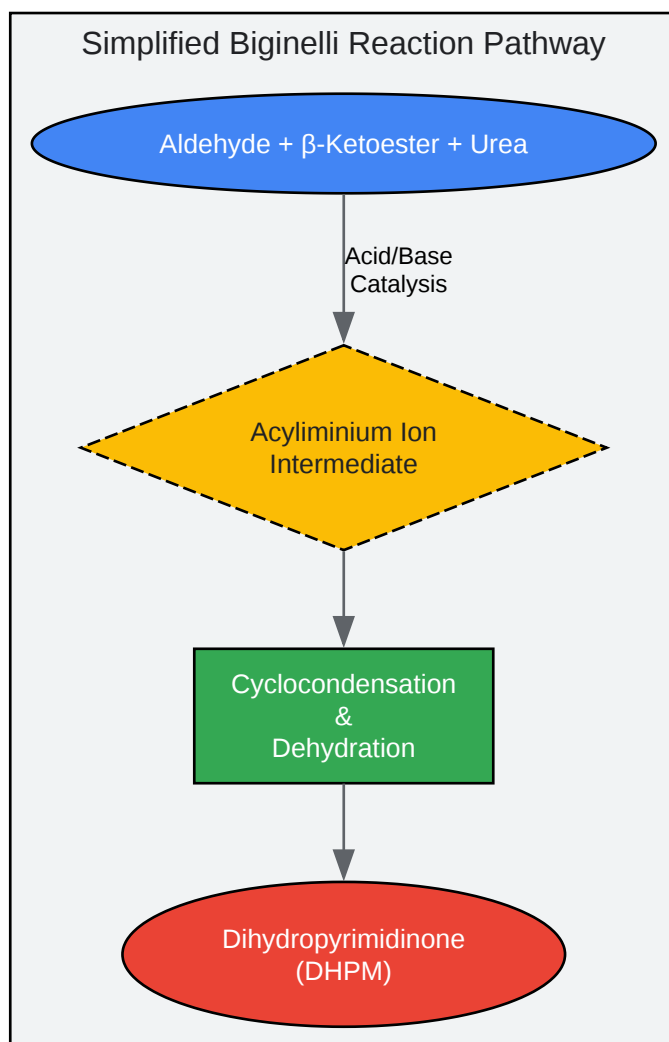 Simplified Biginelli Reaction Pathway
Aldehyde + β-Ketoester + Urea
Acid/Base
Catalysis
Acyliminium Ion
Intermediate
Cyclocondensation
&
Dehydration
Dihydropyrimidinone
(DHPM)